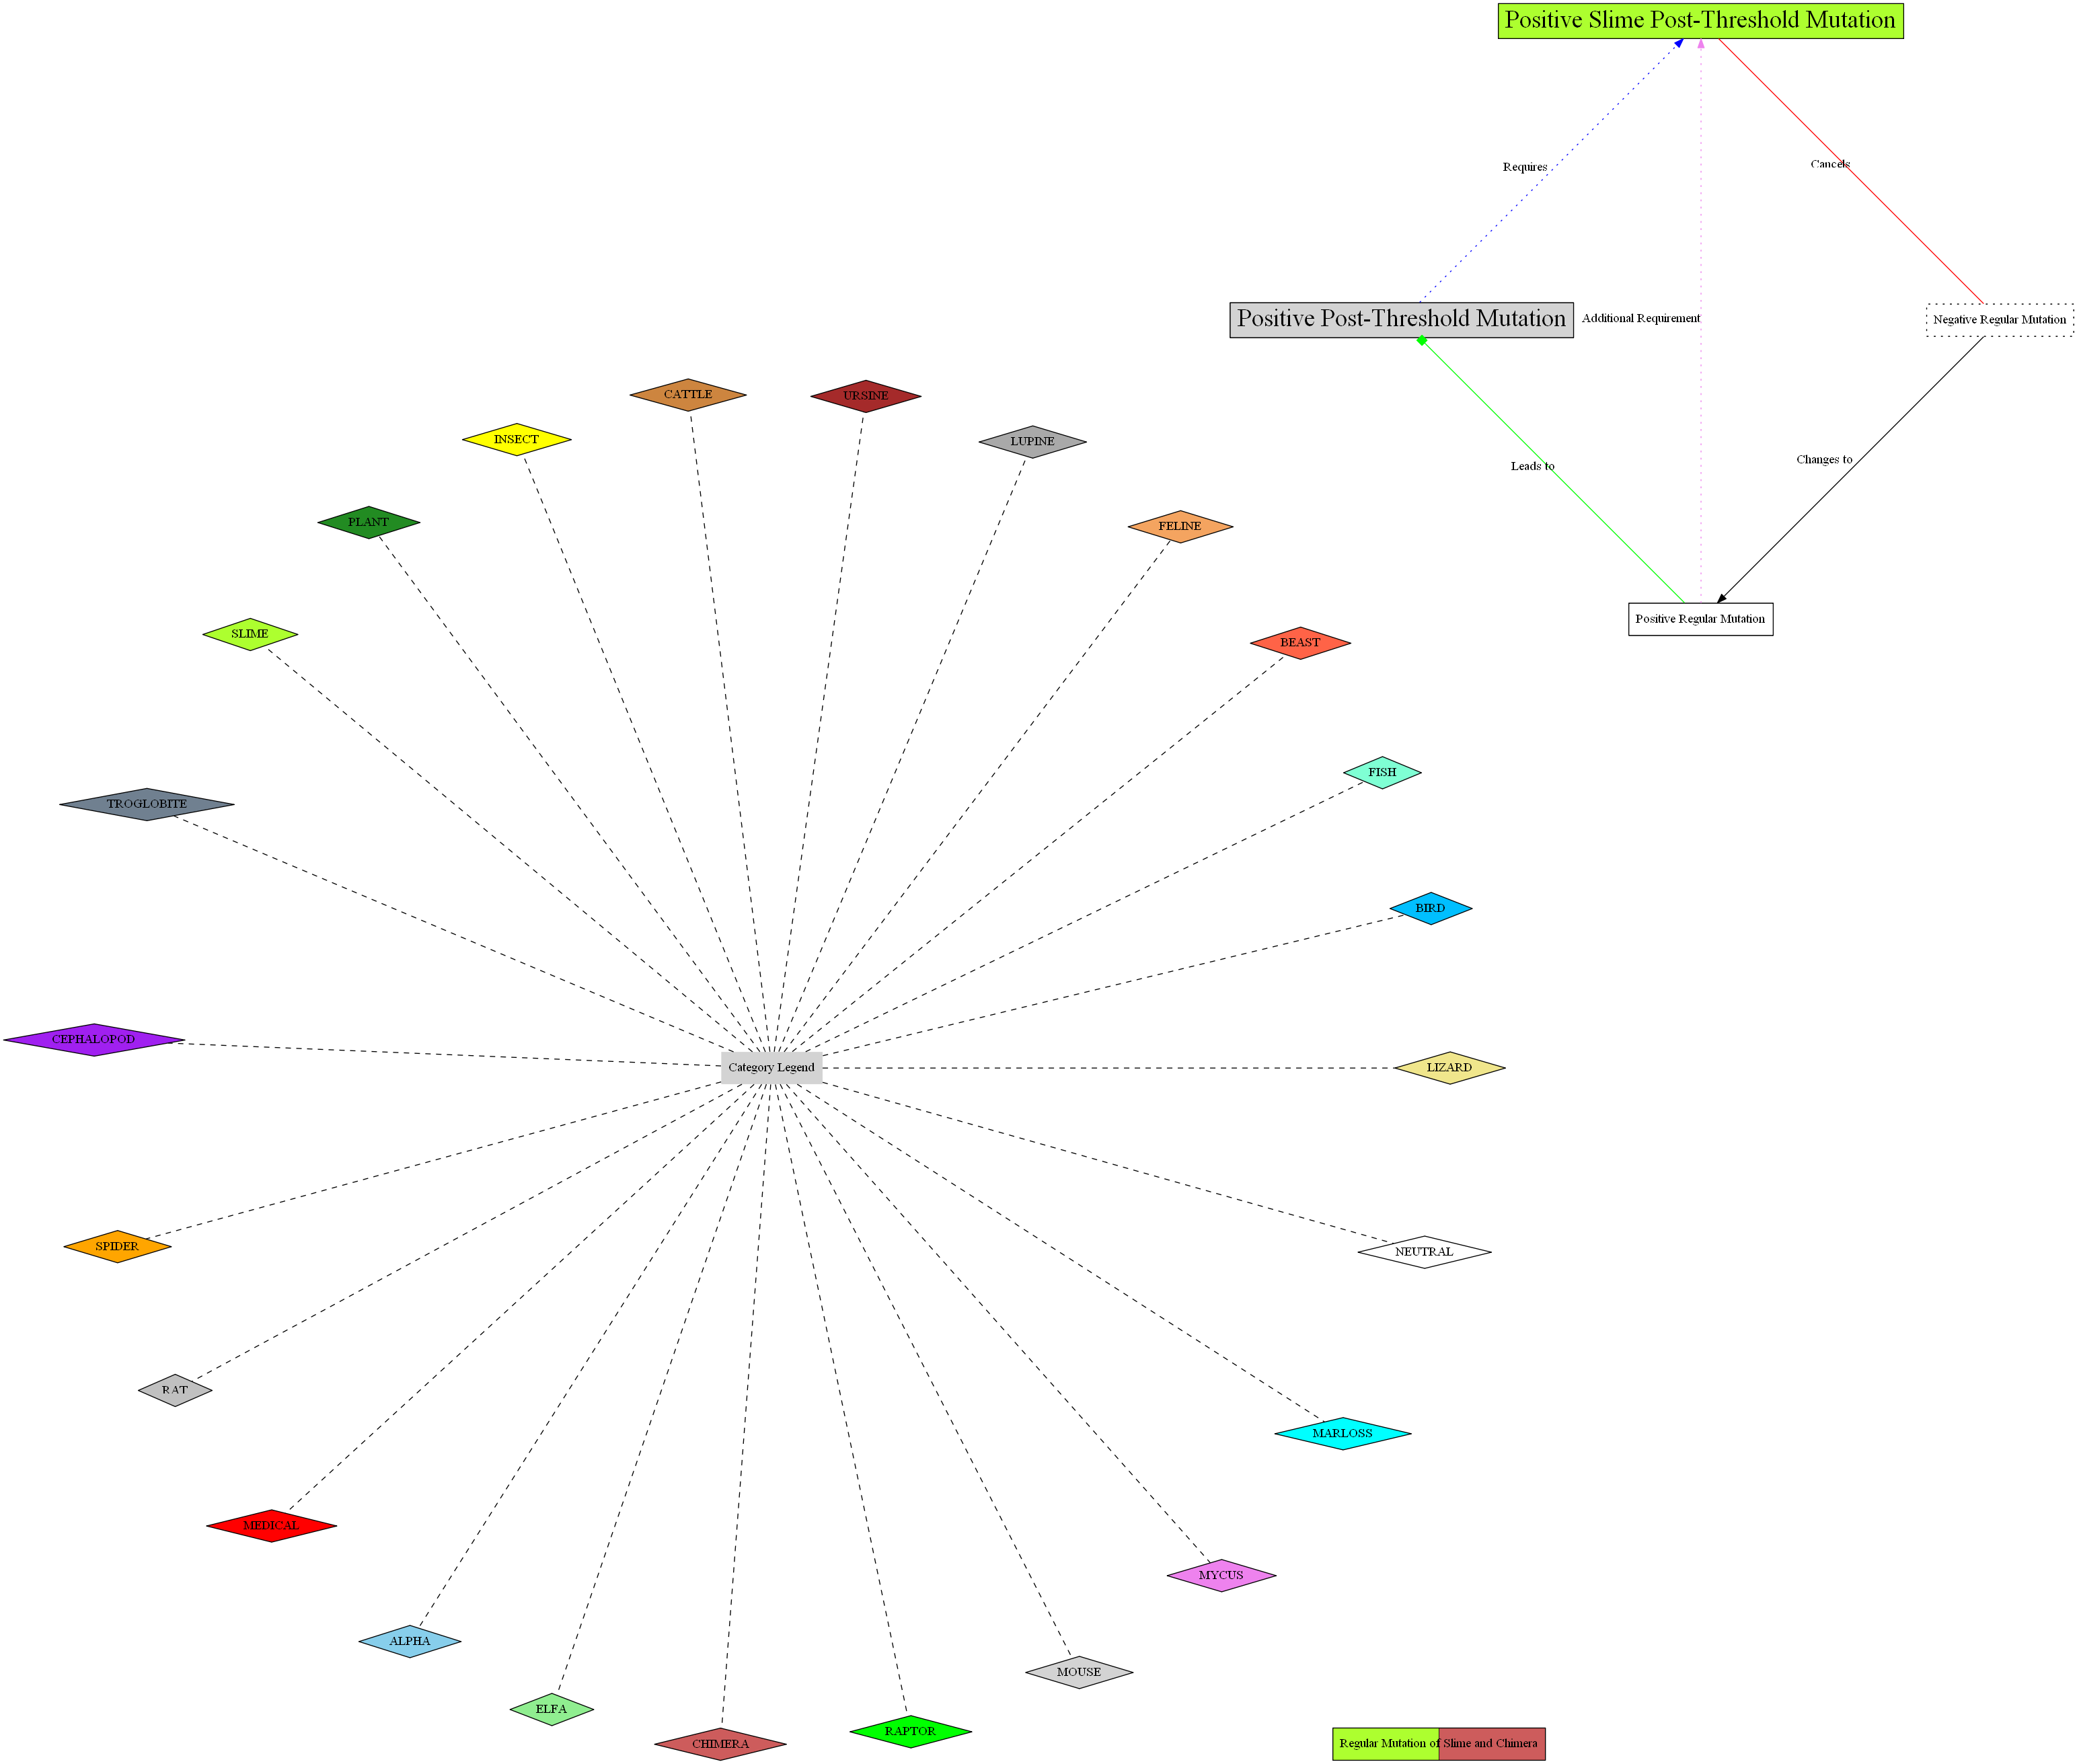 Positive Slime Post-Threshold Mutation
Requires
Cancels
Positive Post-Threshold Mutation
Additional Requirement
Negative Regular Mutation
CATTLE
URSINE
INSECT
LUPINE
Leads to
Changes to
PLANT
FELINE
Positive Regular Mutation
SLIME
BEAST
FISH
TROGLOBITE
BIRD
CEPHALOPOD
Category Legend
LIZARD
SPIDER
NEUTRAL
RAT
MARLOSS
MEDICAL
MYCUS
ALPHA
MOUSE
ELFA
RAPTOR
CHIMERA
Regular Mutation of Slime and Chimera